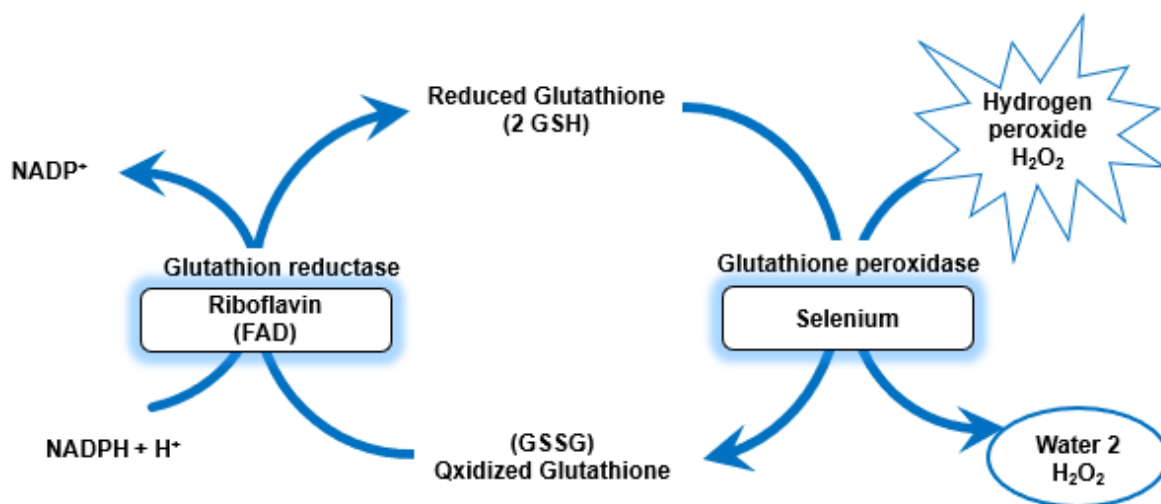 Reduced Glutathione
(2 GSH)
Hydrogen
peroxide
H₂O₂
NADP⁺
Glutathion reductase
Riboflavin
(FAD)
Glutathione peroxidase
Selenium
NADPH + H⁺
(GSSG)
Qxidized Glutathione
Water 2
H₂O₂